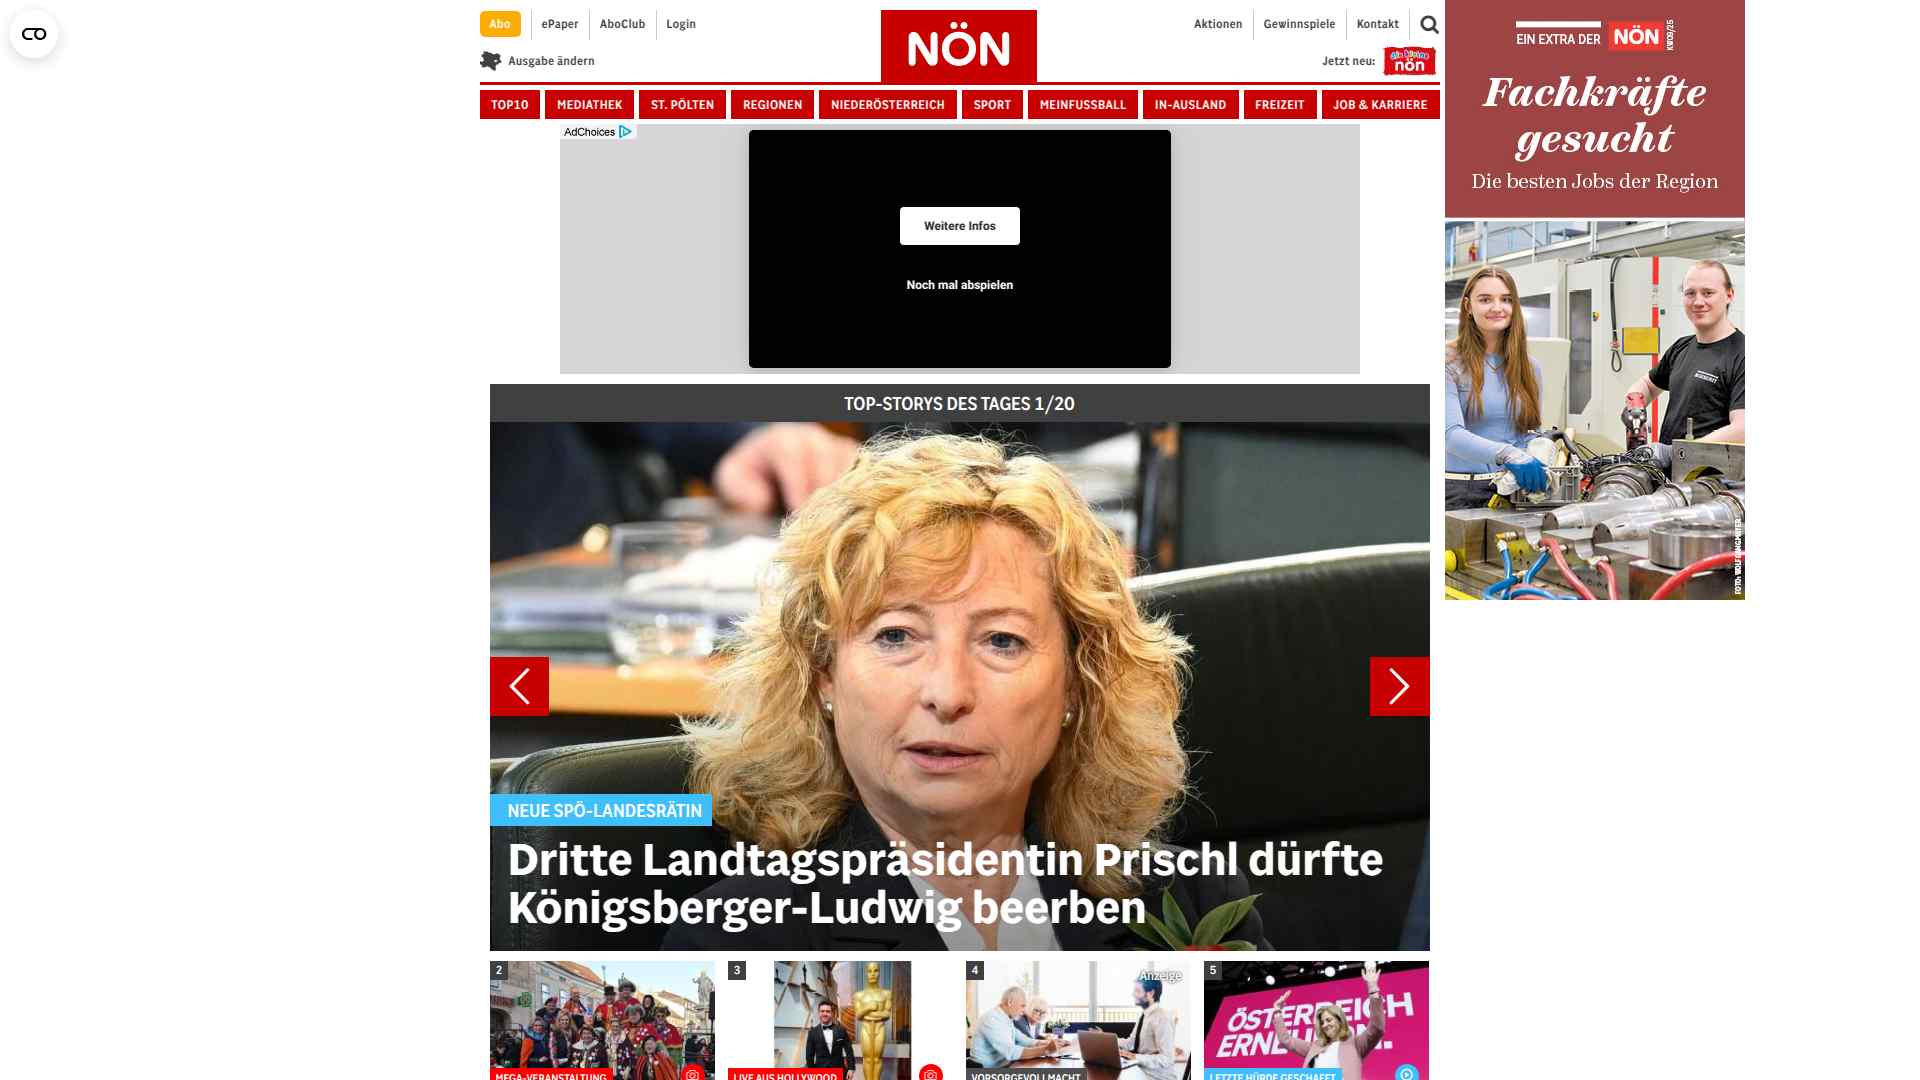 Abo
ePaper
AboClub
Login
NÖN
Aktionen
Gewinnspiele
Kontakt
Ausgabe ändern
Jetzt neu:
die kleine
nön
TOP10
MEDIATHEK
ST. PÖLTEN
REGIONEN
NIEDERÖSTERREICH
SPORT
MEINFUSSBALL
IN-AUSLAND
FREIZEIT
JOB & KARRIERE
AdChoices
Weitere Infos
Noch mal abspielen
EIN EXTRA DER NÖN
KW09/25
Fachkräfte
gesucht
Die besten Jobs der Region
TOP-STORYS DES TAGES 1/20
NEUE SPÖ-LANDESRÄTIN
Dritte Landtagspräsidentin Prischl dürfte
Königsberger-Ludwig beerben
2
MEGA-VERANSTALTUNG
3
LIVE AUS HOLLYWOOD
4
Anzeige
VORSORGEVOLLMACHT
5
ÖSTERREICH
ERNEUERN.
LETZTE HÜRDE GESCHAFFT